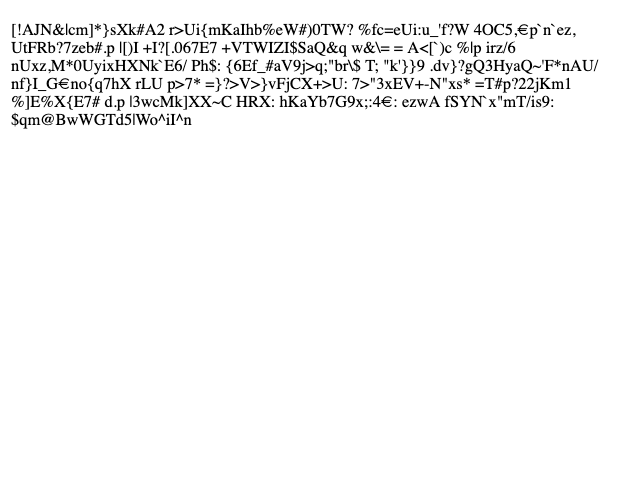 [!AJN&|cm]*}sXk#A2 r>Ui{mKaIhb%eW#)0TW? %fc=eUi:u_'f?W 4OC5,€p`n`ez,
UtFRb?7zeb#.p |[)I +I?[.067E7 +VTWIZI$SaQ&q w&\= = A<[`)c %|p irz/6
nUxz,M*0UyixHXNk`E6/ Ph$: {6Ef_#aV9j>q;"br\$ T; "k'}}9 .dv}?gQ3HyaQ~'F*nAU/
nf}I_G€no{q7hX rLU p>7* =}?>V>}vFjCX+>U: 7>"3xEV+-N"xs* =T#p?22jKm1
%]E%X{E7# d.p |3wcMk]XX~C HRX: hKaYb7G9x;:4€: ezwA fSYN`x"mT/is9:
$qm@BwWGTd5|Wo^iI^n